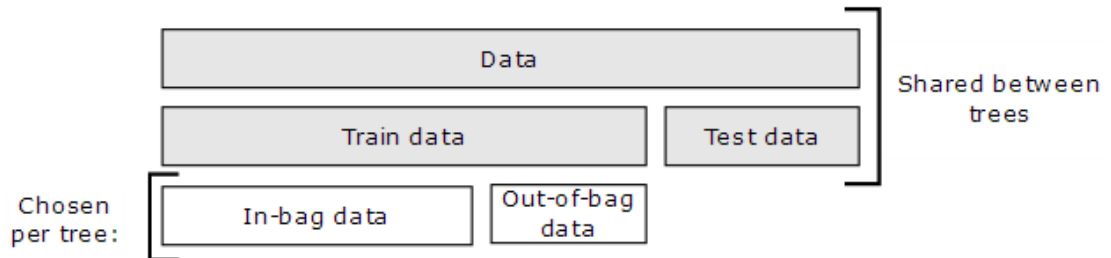 Data
Shared between
trees
Train data
Test data
Chosen
per tree:
In-bag data
Out-of-bag
data